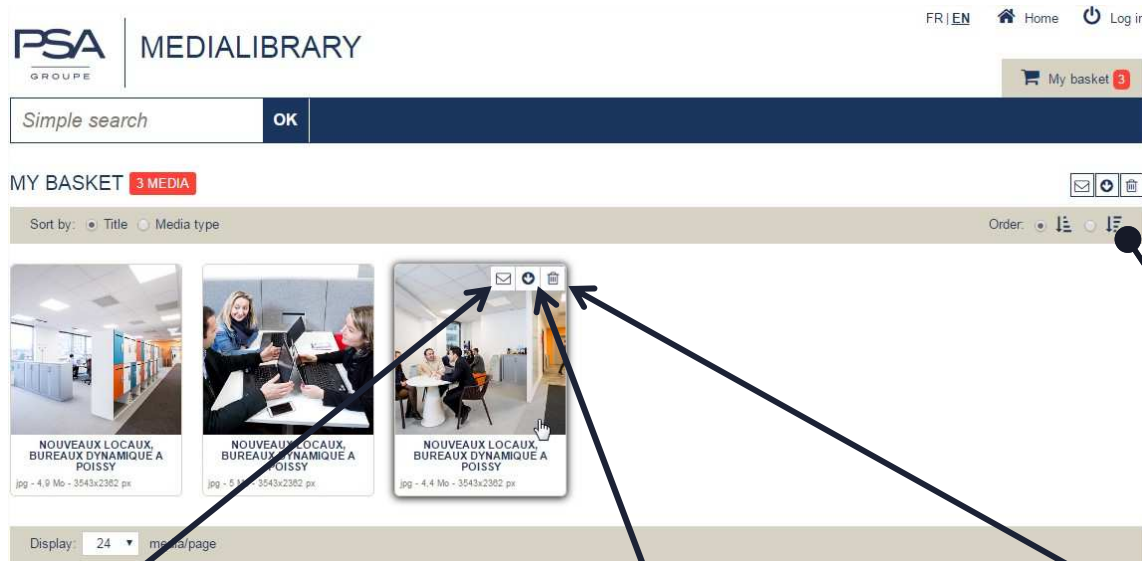 FR | EN Home Log in
PSA
GROUPE
MEDIALIBRARY
My basket 3
Simple search OK
MY BASKET 3 MEDIA
Sort by: Title Media type Order:
NOUVEAUX LOCAUX,
BUREAUX DYNAMIQUE A
POISSY
jpg - 4,9 Mo - 3543x2362 px
NOUVEAUX LOCAUX,
BUREAUX DYNAMIQUE A
POISSY
jpg - 5 Mo - 3543x2362 px
NOUVEAUX LOCAUX,
BUREAUX DYNAMIQUE A
POISSY
jpg - 4,4 Mo - 3543x2362 px
Display: 24 media/page